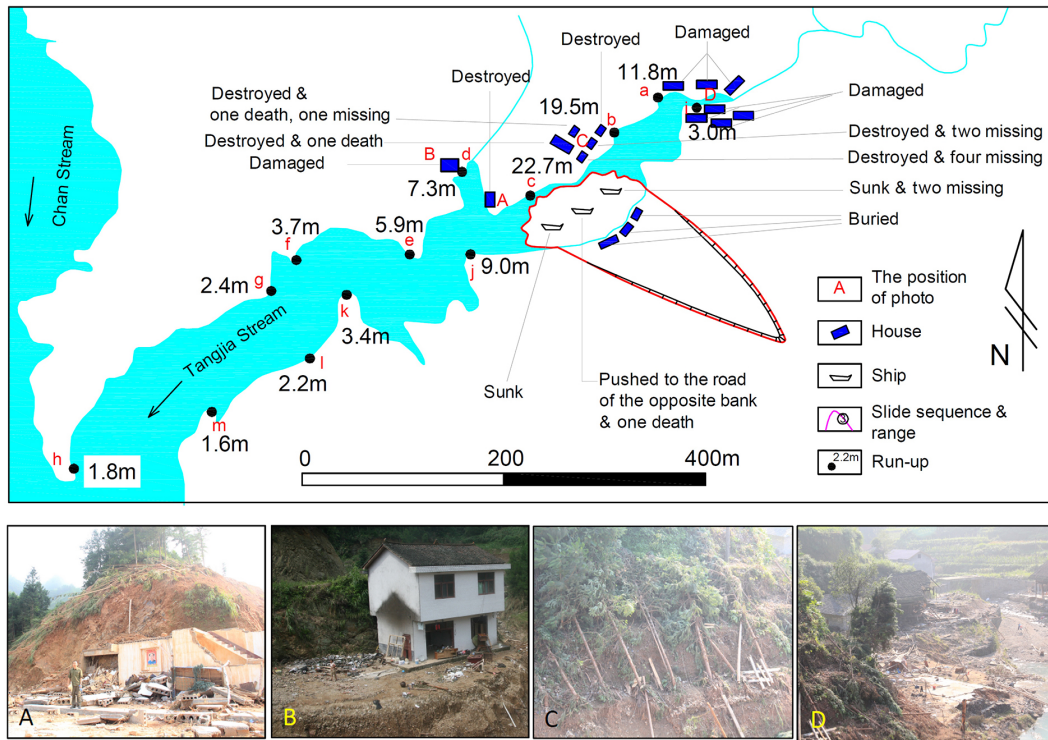 Damaged
Destroyed
11.8m
Destroyed
a
D
Damaged
Destroyed &
one death, one missing
19.5m
b
i
3.0m
Destroyed & two missing
Destroyed & one death
C
Destroyed & four missing
Damaged
B
d
22.7m
7.3m
c
Sunk & two missing
A
Buried
Chan Stream
3.7m
5.9m
f
e
j
9.0m
2.4m
g
A
The position
of photo
k
3.4m
House
N
Tangjia Stream
l
2.2m
Sunk
Pushed to the road
of the opposite bank
& one death
Ship
m
1.6m
3
Slide sequence &
range
h
1.8m
0
200m
400m
2.2m
Run-up
A
B
C
D